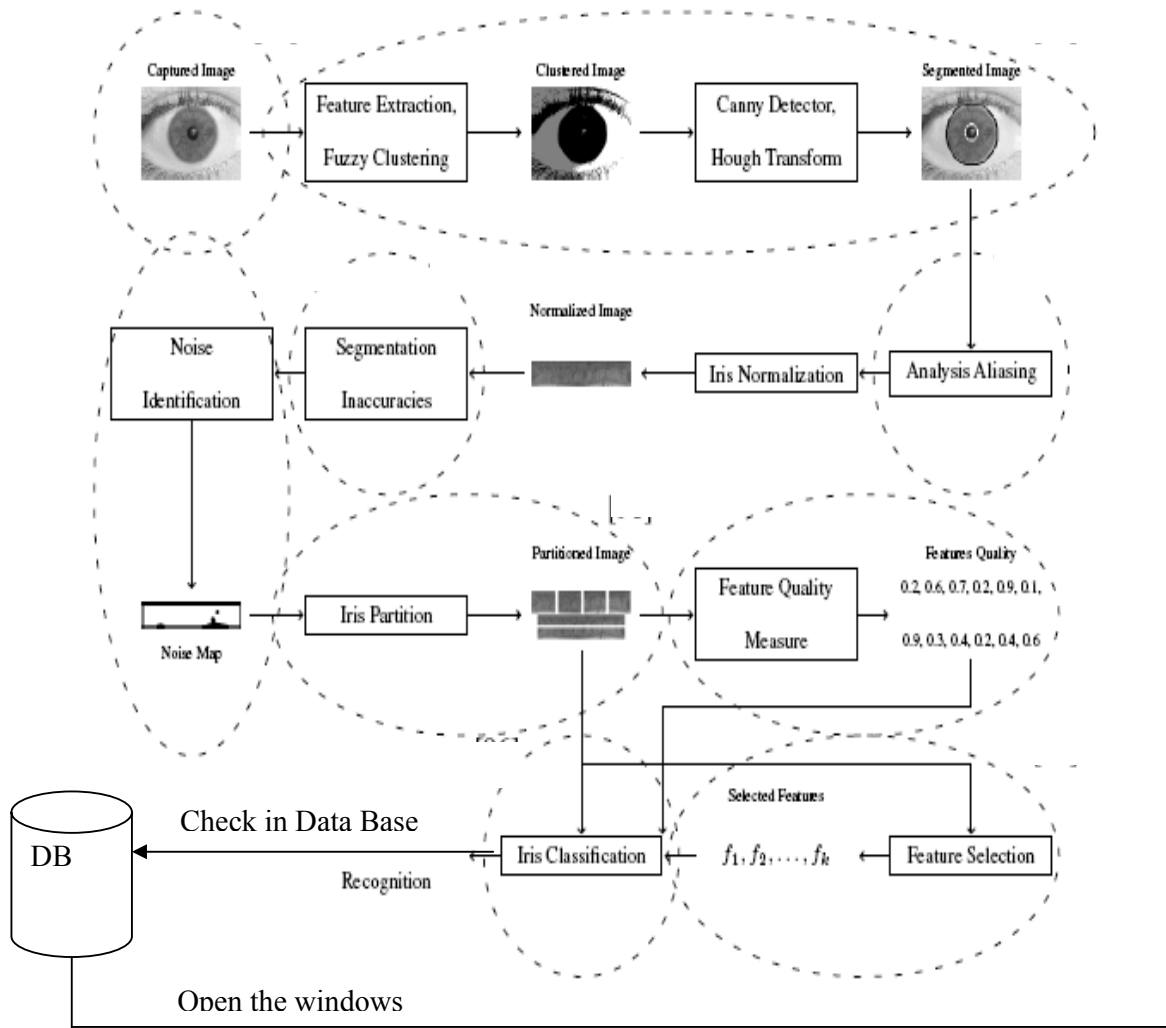 Captured Image
Clustered Image
Segmented Image
Feature Extraction,
Fuzzy Clustering
Canny Detector,
Hough Transform
Normalized Image
Noise
Identification
Segmentation
Inaccuracies
Iris Normalization
Analysis Aliasing
Partitioned Image
Features Quality
Noise Map
Iris Partition
Feature Quality
Measure
0.2, 0.6, 0.7, 0.2, 0.9, 0.1,
0.9, 0.3, 0.4, 0.2, 0.4, 0.6
Selected Features
DB
Check in Data Base
Recognition
Iris Classification
f₁, f₂, . . . , fₖ
Feature Selection
Open the windows